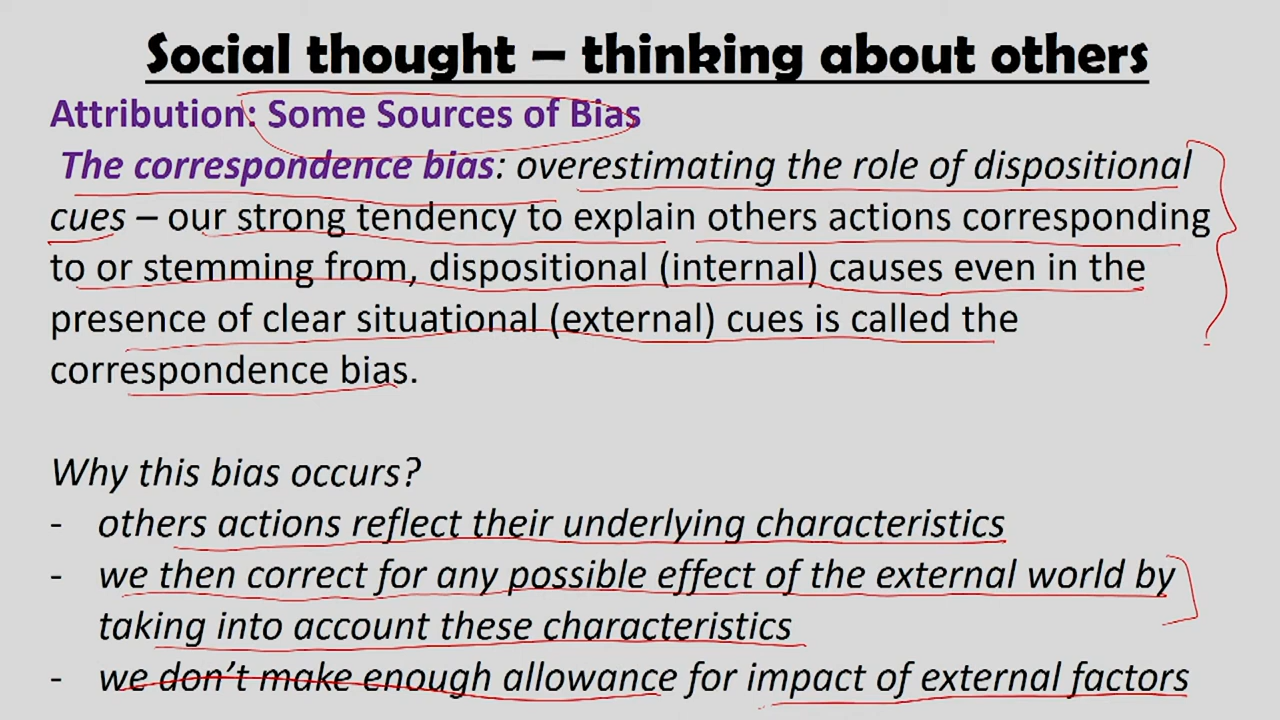 Social thought – thinking about others
Attribution: Some Sources of Bias
The correspondence bias: overestimating the role of dispositional
cues – our strong tendency to explain others actions corresponding
to or stemming from, dispositional (internal) causes even in the
presence of clear situational (external) cues is called the
correspondence bias.
Why this bias occurs?
- others actions reflect their underlying characteristics
- we then correct for any possible effect of the external world by
taking into account these characteristics
- we don't make enough allowance for impact of external factors